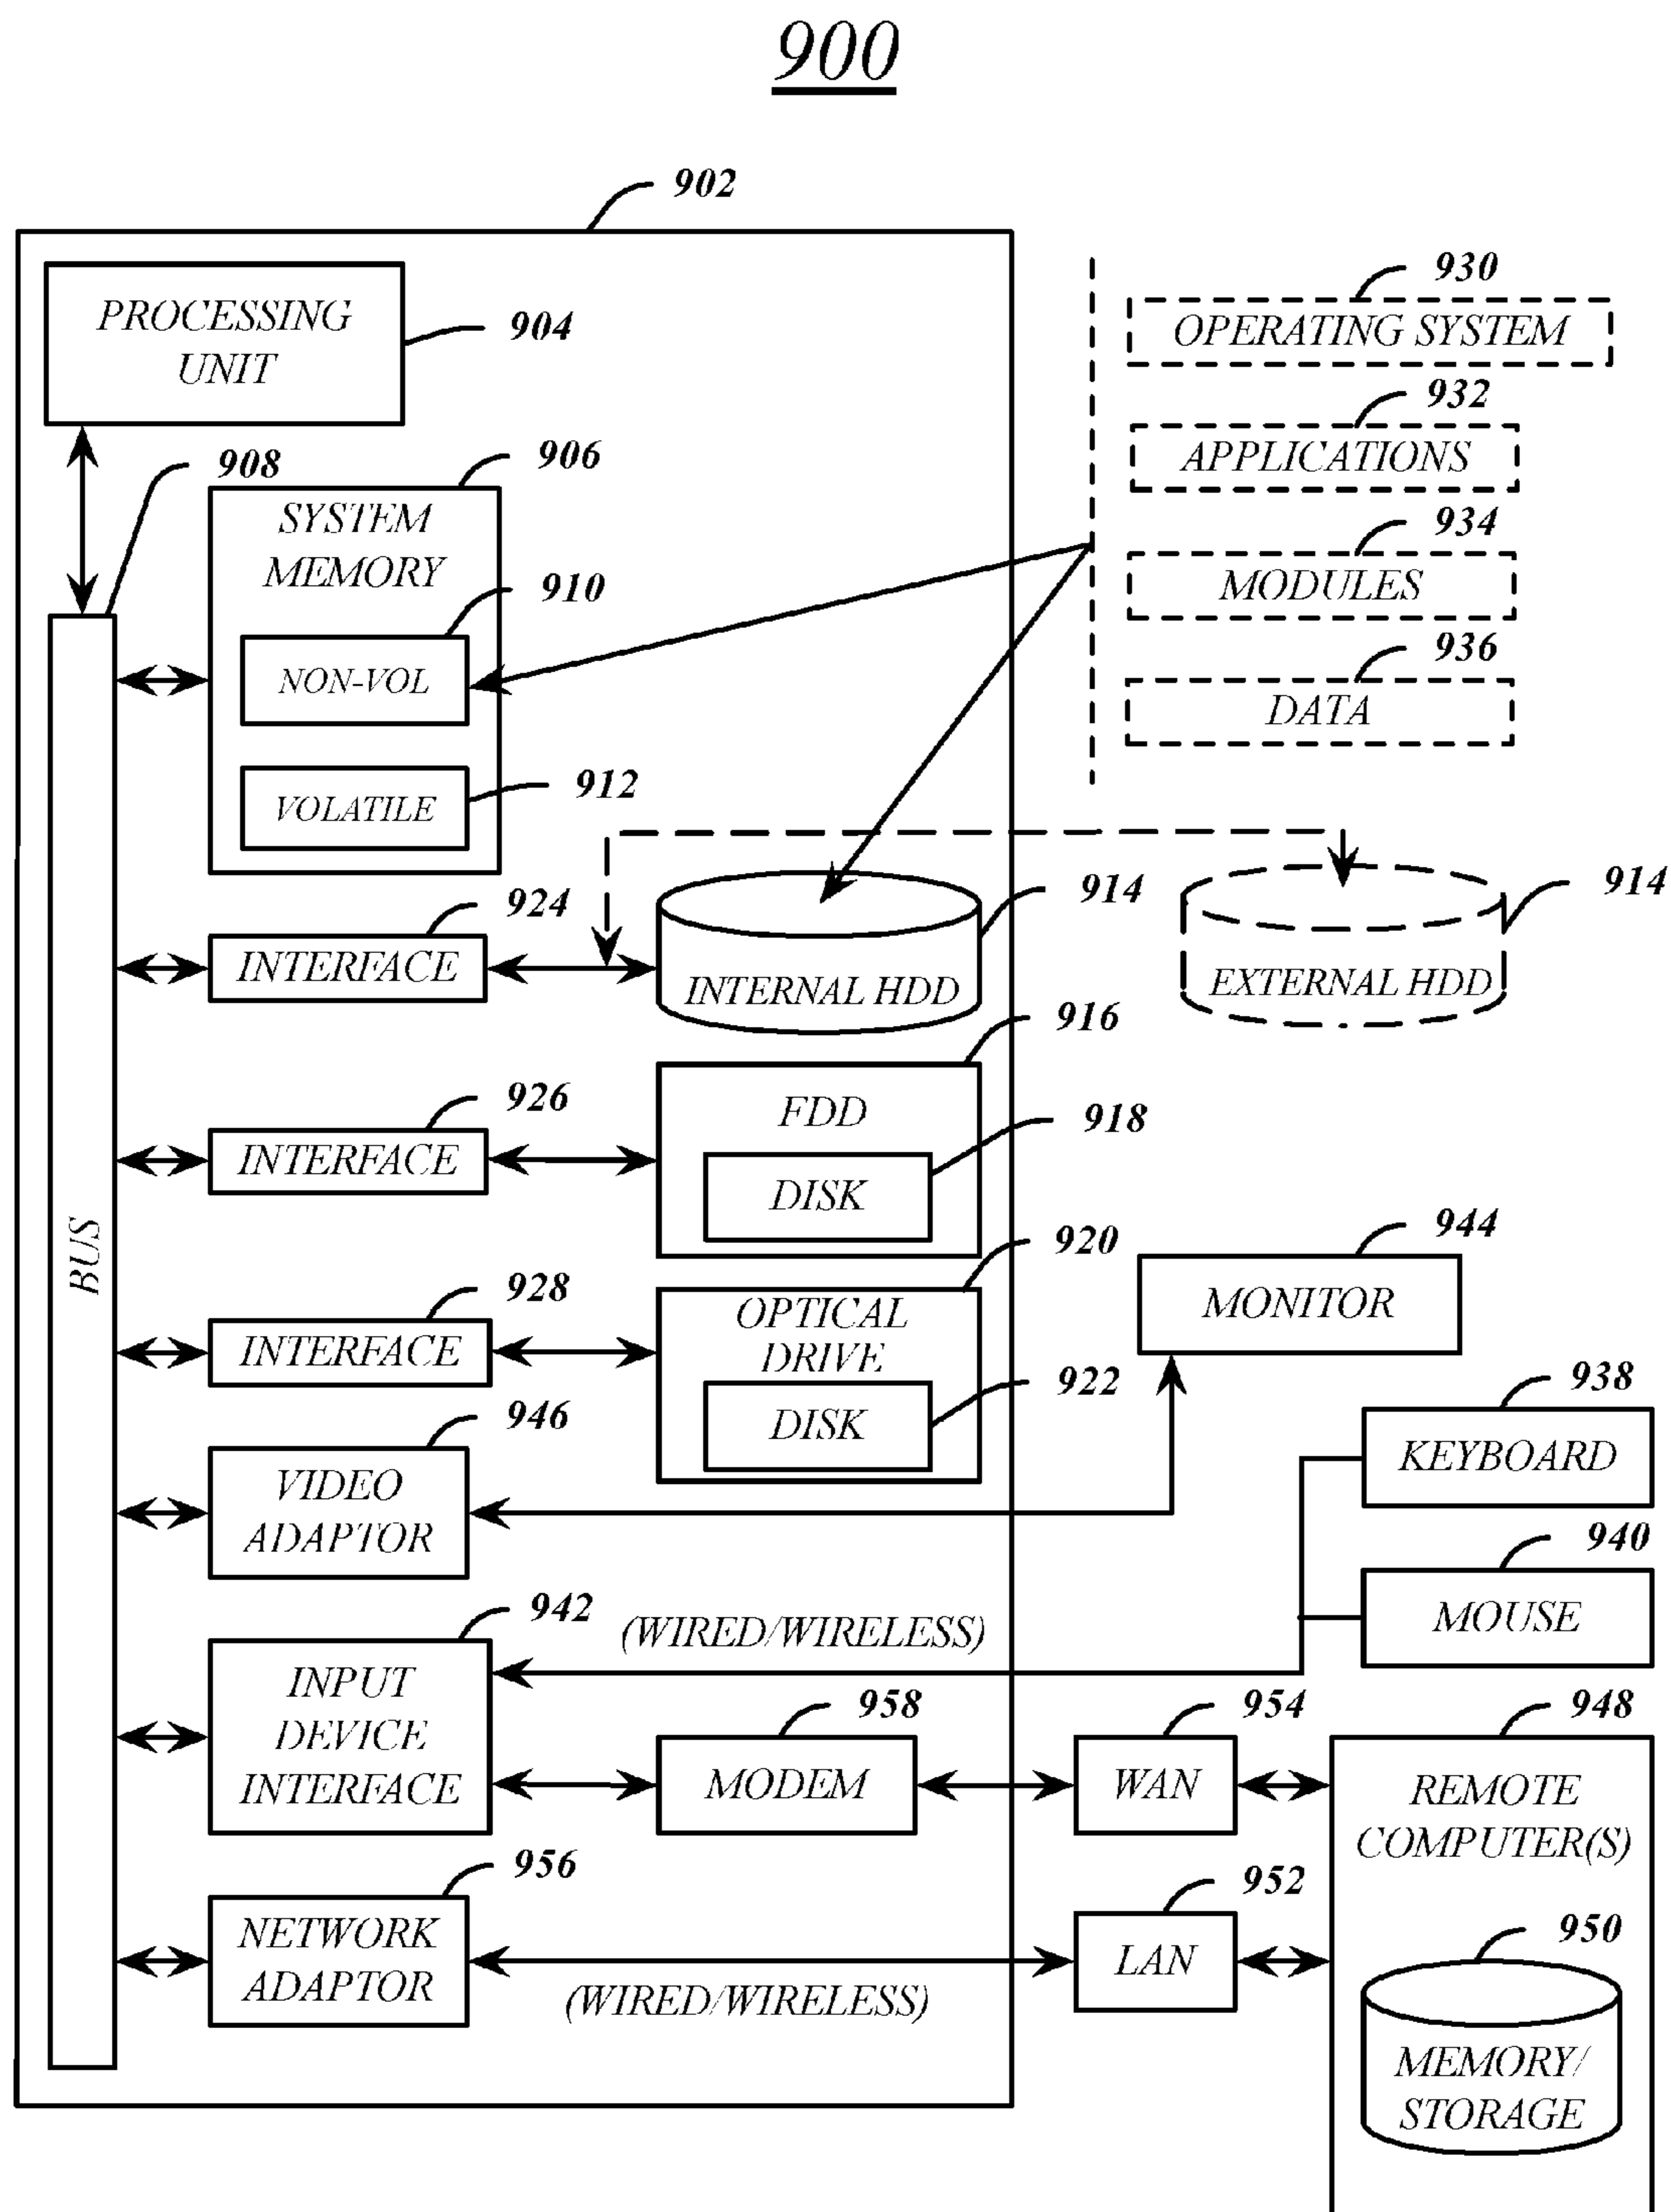 900
902
PROCESSING
UNIT
904
930
OPERATING SYSTEM
932
APPLICATIONS
934
MODULES
936
DATA
908
906
SYSTEM
MEMORY
910
NON-VOL
912
VOLATILE
924
INTERFACE
914
INTERNAL HDD
914
EXTERNAL HDD
916
FDD
926
INTERFACE
918
DISK
BUS
920
OPTICAL
DRIVE
928
INTERFACE
922
DISK
944
MONITOR
946
VIDEO
ADAPTOR
938
KEYBOARD
940
MOUSE
942
INPUT
DEVICE
INTERFACE
(WIRED/WIRELESS)
958
MODEM
954
WAN
948
REMOTE
COMPUTER(S)
956
NETWORK
ADAPTOR
(WIRED/WIRELESS)
952
LAN
950
MEMORY/
STORAGE